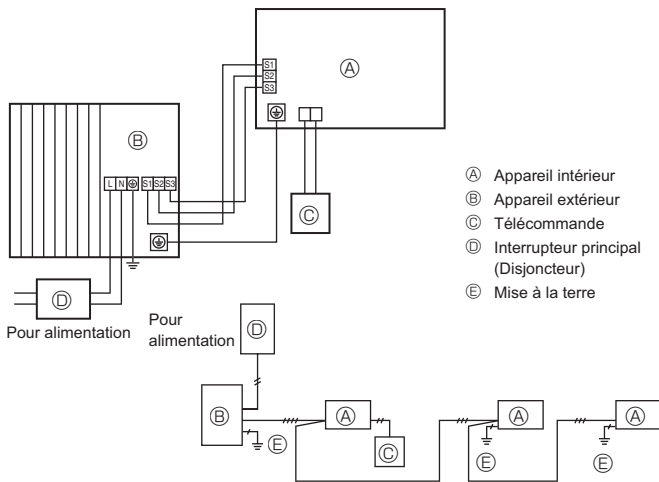 S1
S2
S3
Ⓐ
Ⓑ
L N S1 S2 S3
Ⓒ
Ⓓ
Pour alimentation
Ⓐ Appareil intérieur
Ⓑ Appareil extérieur
Ⓒ Télécommande
Ⓓ Interrupteur principal
(Disjoncteur)
Ⓔ Mise à la terre
Pour
alimentation
Ⓓ
Ⓑ
Ⓔ
Ⓐ
Ⓒ
Ⓐ
Ⓔ
Ⓐ
Ⓔ